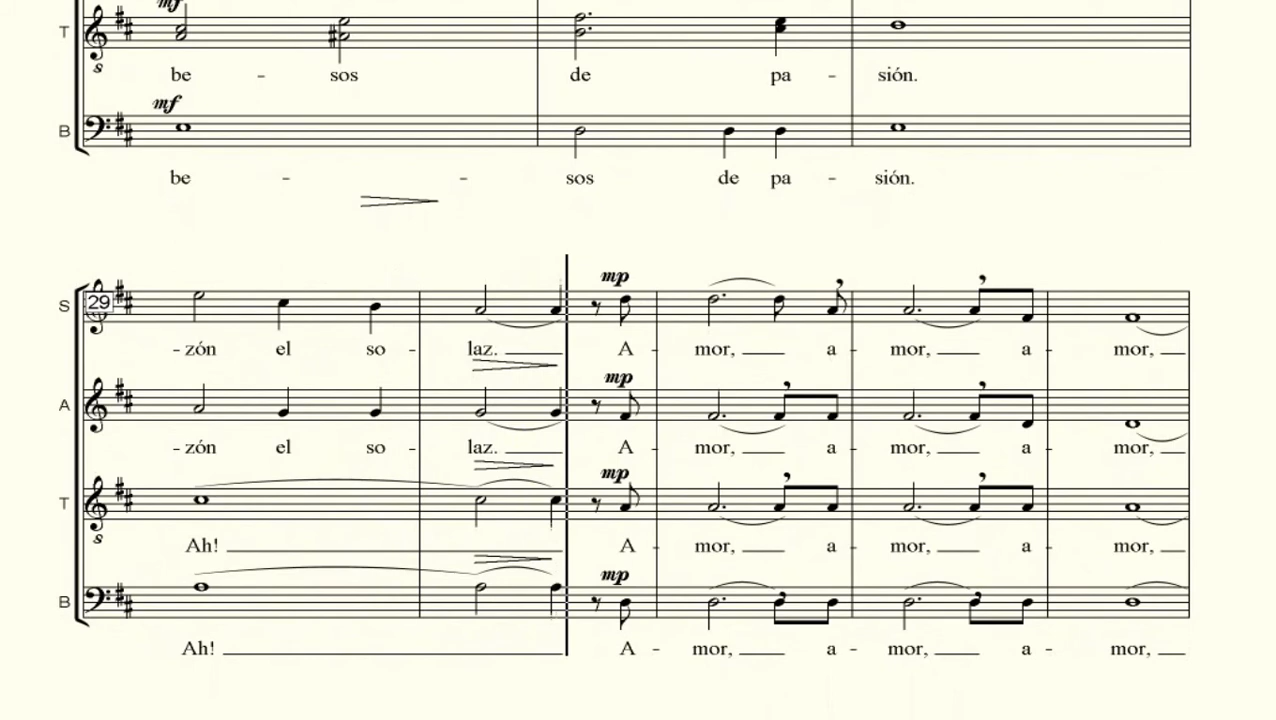 mf
T
8
be - sos de pa - sión.
mf
B
be - - sos de pa - sión.
mp
S 29
- zón el so - laz. A - mor, a - mor, a - mor,
mp
A
- zón el so - laz. A - mor, a - mor, a - mor,
mp
T
8
Ah! A - mor, a - mor, a - mor,
mp
B
Ah! A - mor, a - mor, a - mor,